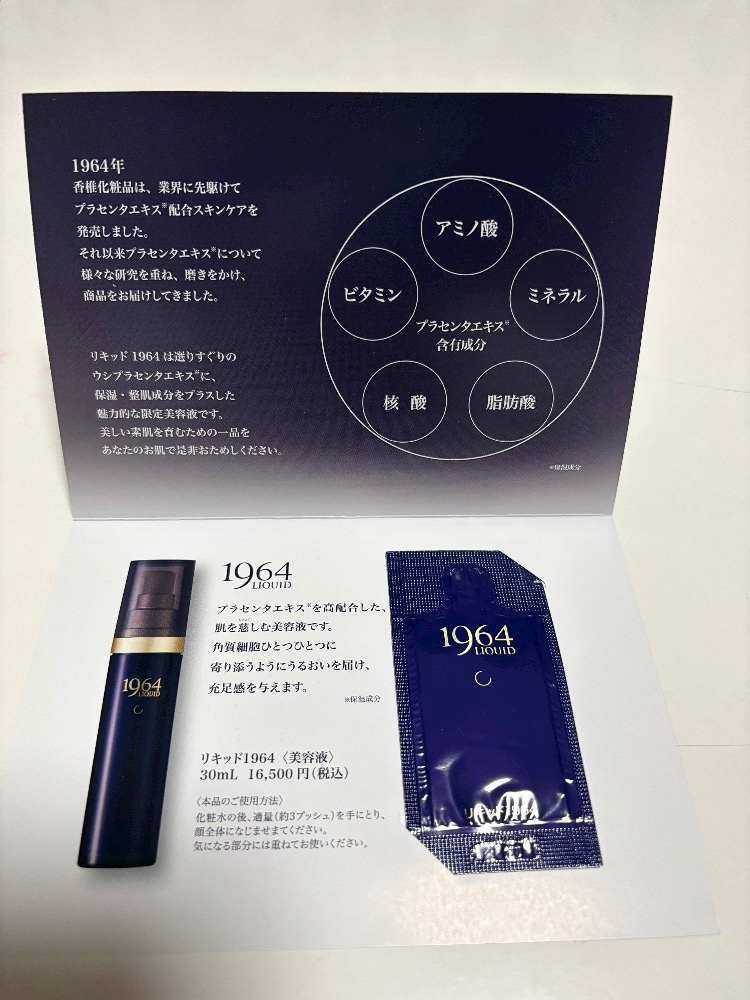 1964年
香椎化粧品は、業界に先駆けて
プラセンタエキス※配合スキンケアを
発売しました。
それ以来プラセンタエキス※について
様々な研究を重ね、磨きをかけ、
商品をお届けしてきました。
リキッド1964は選りすぐりの
ウシプラセンタエキス※に、
保湿・整肌成分をプラスした
魅力的な限定美容液です。
美しい素肌を育むための一品を
あなたのお肌で是非おためしください。
アミノ酸
ビタミン
ミネラル
プラセンタエキス※
含有成分
核 酸
脂肪酸
※保湿成分
1964
LIQUID
プラセンタエキス※を高配合した、
肌を慈しむ美容液です。
角質細胞ひとつひとつに
寄り添うようにうるおいを届け、
充足感を与えます。
※保湿成分
リキッド1964〈美容液〉
30mL 16,500円(税込)
〈本品のご使用方法〉
化粧水の後、適量(約3プッシュ)を手にとり、
顔全体になじませてください。
気になる部分には重ねてお使いください。
1964
LIQUID
1964
LIQUID